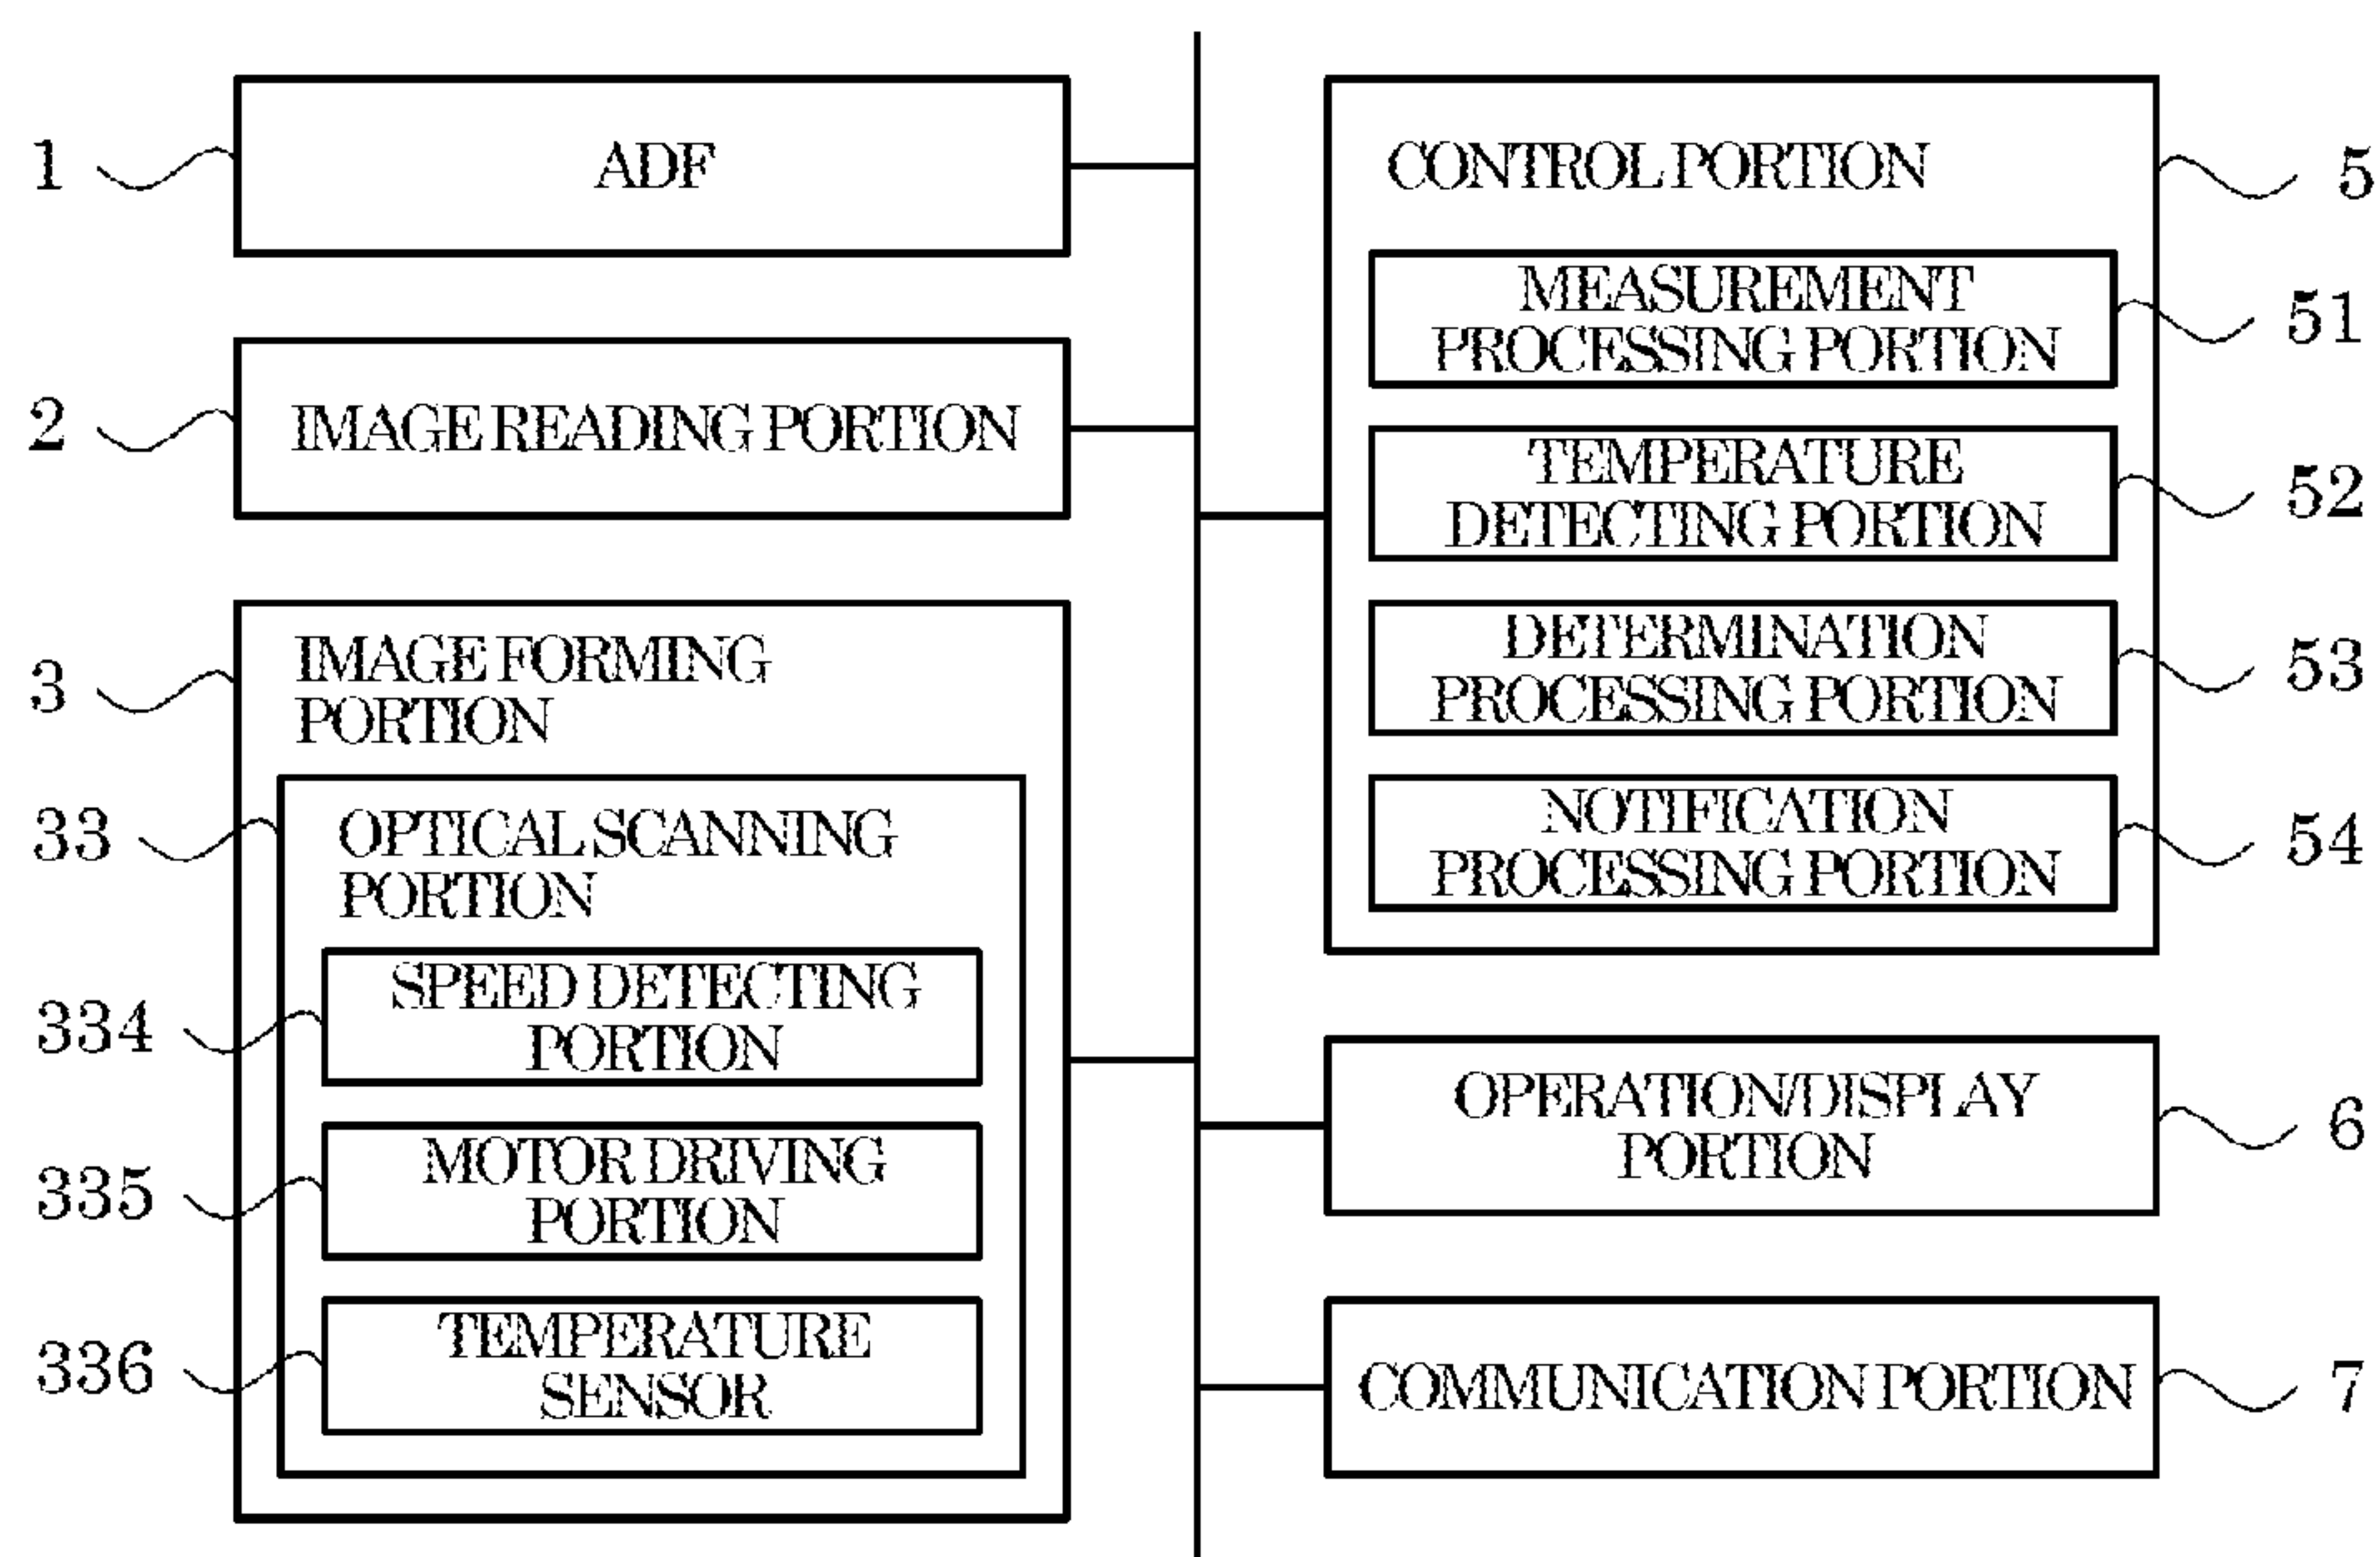 1
ADF
2
IMAGE READING PORTION
3
IMAGE FORMING
PORTION
33
OPTICAL SCANNING
PORTION
334
SPEED DETECTING
PORTION
335
MOTOR DRIVING
PORTION
336
TEMPERATURE
SENSOR
CONTROL PORTION
5
MEASUREMENT
PROCESSING PORTION
51
TEMPERATURE
DETECTING PORTION
52
DETERMINATION
PROCESSING PORTION
53
NOTIFICATION
PROCESSING PORTION
54
OPERATION/DISPLAY
PORTION
6
COMMUNICATION PORTION
7